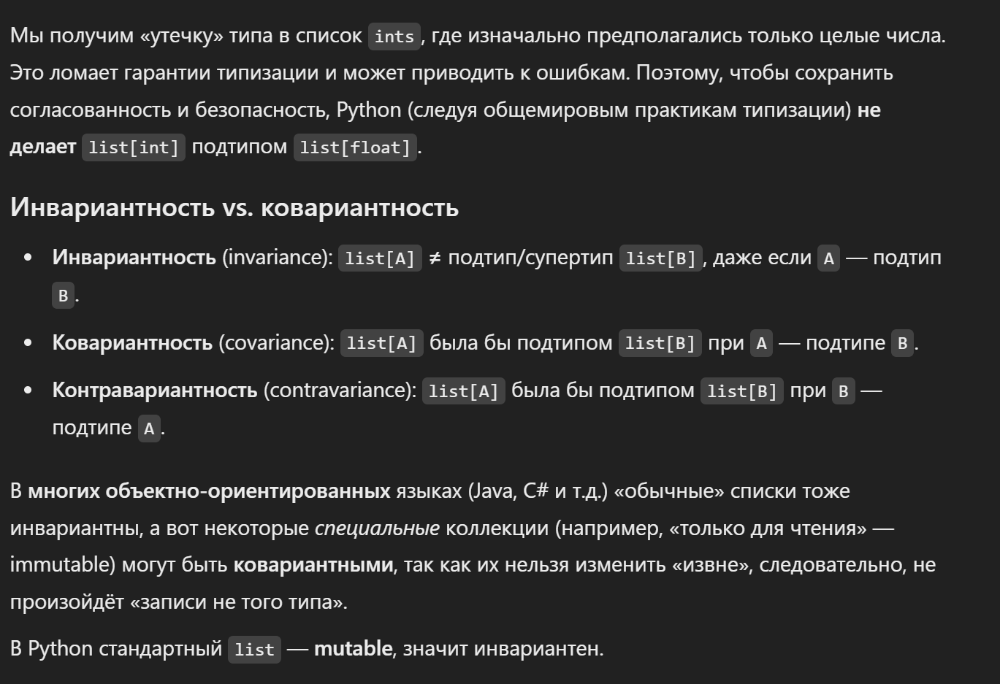 Мы получим «утечку» типа в список ints, где изначально предполагались только целые числа.
Это ломает гарантии типизации и может приводить к ошибкам. Поэтому, чтобы сохранить
согласованность и безопасность, Python (следуя общемировым практикам типизации) не
делает list[int] подтипом list[float].
Инвариантность vs. ковариантность
• Инвариантность (invariance): list[A] ≠ подтип/супертип list[B], даже если A — подтип
B.
• Ковариантность (covariance): list[A] была бы подтипом list[B] при A — подтипе B.
• Контравариантность (contravariance): list[A] была бы подтипом list[B] при B —
подтипе A.
В многих объектно-ориентированных языках (Java, C# и т.д.) «обычные» списки тоже
инвариантны, а вот некоторые специальные коллекции (например, «только для чтения» —
immutable) могут быть ковариантными, так как их нельзя изменить «извне», следовательно, не
произойдёт «записи не того типа».
В Python стандартный list — mutable, значит инвариантен.